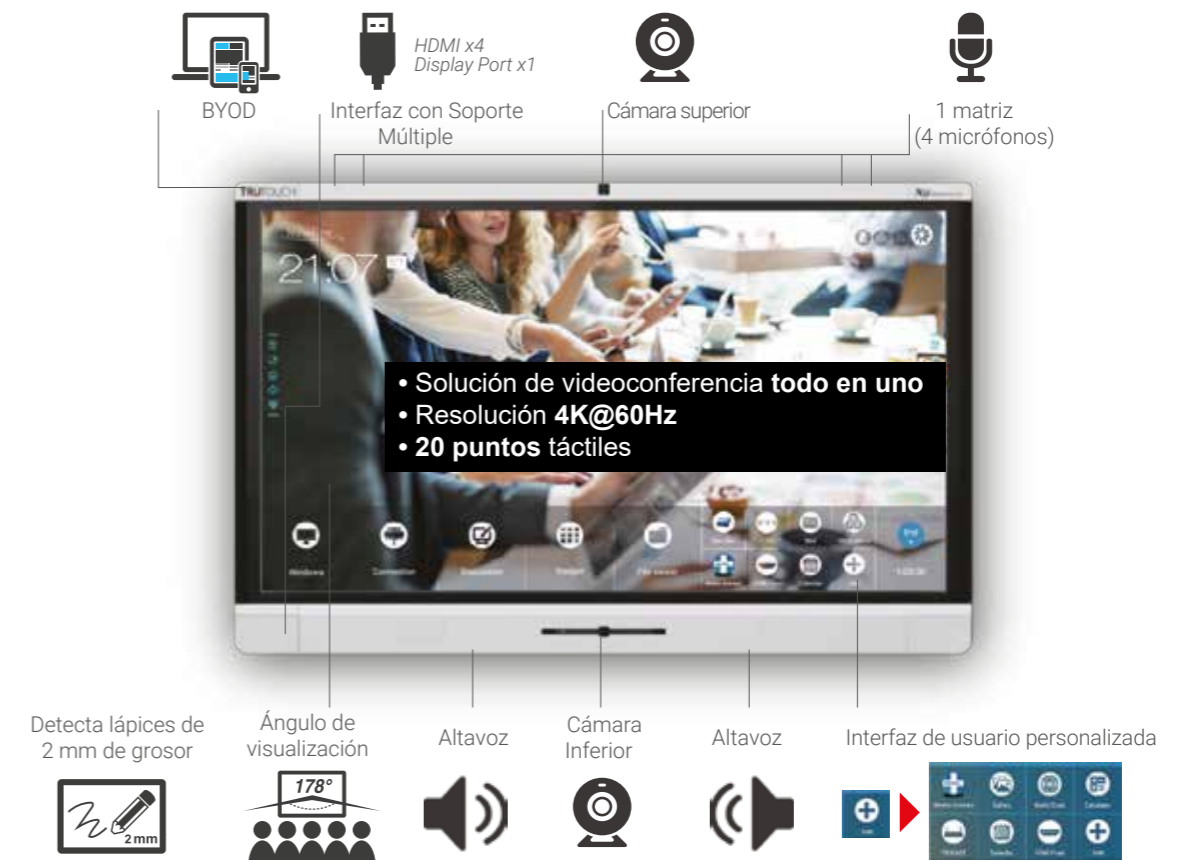 HDMI x4
Display Port x1
BYOD
Interfaz con Soporte
Múltiple
Cámara superior
1 matriz
(4 micrófonos)
TRUTOUCH
21:07
• Solución de videoconferencia todo en uno
• Resolución 4K@60Hz
• 20 puntos táctiles
Windows
Detecta lápices de
2 mm de grosor
Ángulo de
visualización
Altavoz
Cámara
Inferior
Altavoz
Interfaz de usuario personalizada
2 mm
178°